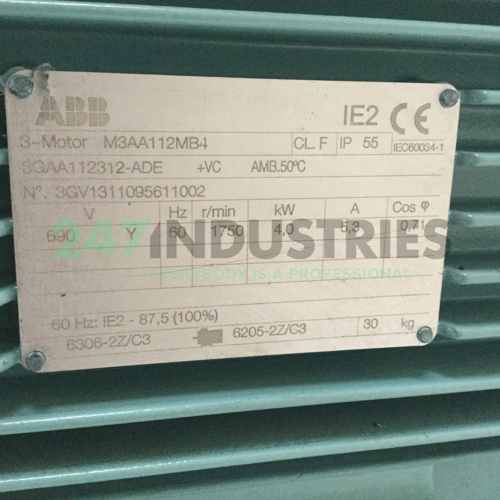 ABB IE2 CE
3~Motor M3AA112MB4 CL. F IP 55 IEC60034-1
3GAA112312-ADE +VC AMB.50°C
N°. 3GV1311095611002
V Hz r/min kW A Cos φ
690 Y 60 1750 4,0 5,3 0,71
247INDUSTRIES
EVERYBODY IS A PROFESSIONAL
60 Hz: IE2 - 87,5 (100%)
6306-2Z/C3 6205-2Z/C3 30 kg